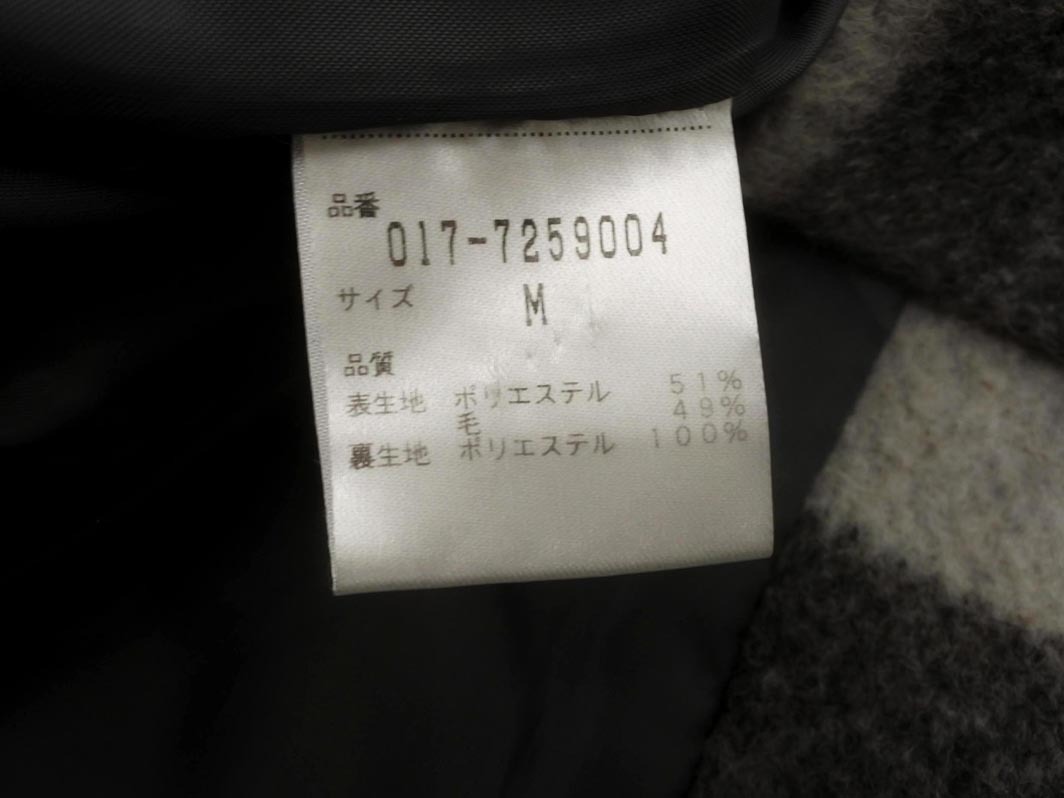 品番
017-7259004
サイズ M
品質
表生地 ポリエステル 51%
毛 49%
裏生地 ポリエステル 100%